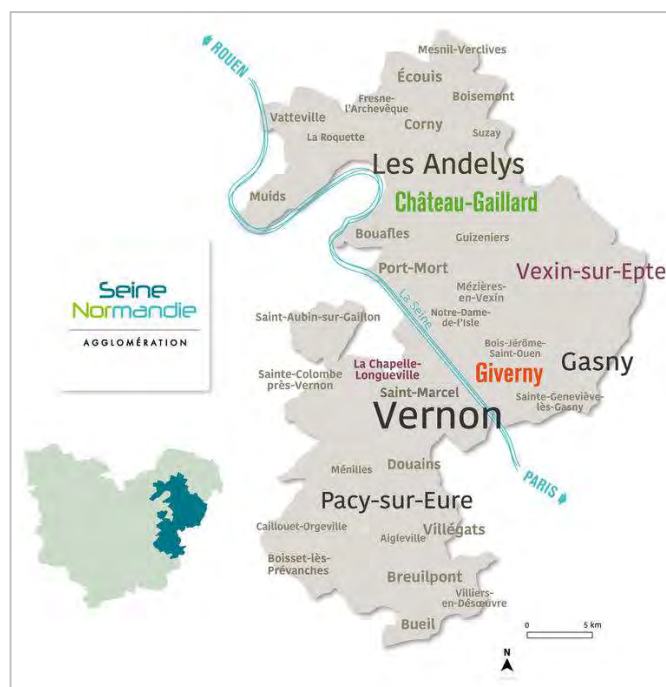 ROUEN
Mesnil-Verclives
Écouis
Boisemont
Fresne-
l'Archevêque
Vatteville
Corny
Suzay
La Roquette
Les Andelys
Muids
Château-Gaillard
Bouafles
Guizeniers
Port-Mort
Vexin-sur-Epte
Mézières-
en-Vexin
La Seine
Notre-Dame-
de-l'Isle
Seine
Normandie
AGGLOMÉRATION
Saint-Aubin-sur-Gaillon
Bois-Jérôme-
Saint-Ouen
Gasny
La Chapelle-
Longueville
Giverny
Sainte-Colombe
près-Vernon
Saint-Marcel
Sainte-Geneviève-
lès-Gasny
Vernon
Douains
Ménilles
PARIS
Pacy-sur-Eure
Caillouet-Orgeville
Villégats
Aigleville
Boisset-lès-
Prévanches
Breuilpont
Villiers-
en-Désœuvre
Bueil
0 5 km
N